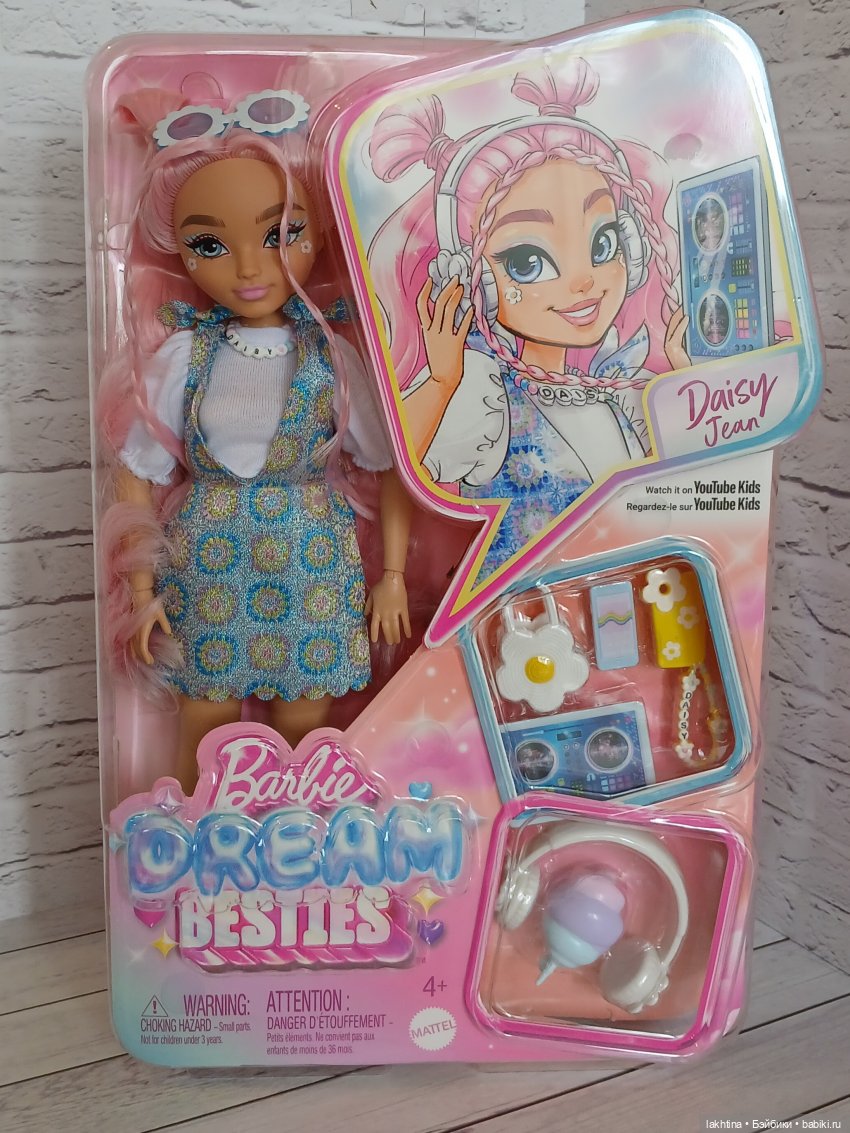 Daisy
Jean
Watch it on YouTube Kids
Regardez-le sur YouTube Kids
DAISY
Barbie
DREAM
BESTIES
4+
MATTEL
WARNING:
CHOKING HAZARD – Small parts.
Not for children under 3 years.
ATTENTION :
DANGER D'ÉTOUFFEMENT –
Petits éléments. Ne convient pas aux
enfants de moins de 36 mois.
lakhtina • Бэйбики • babiki.ru